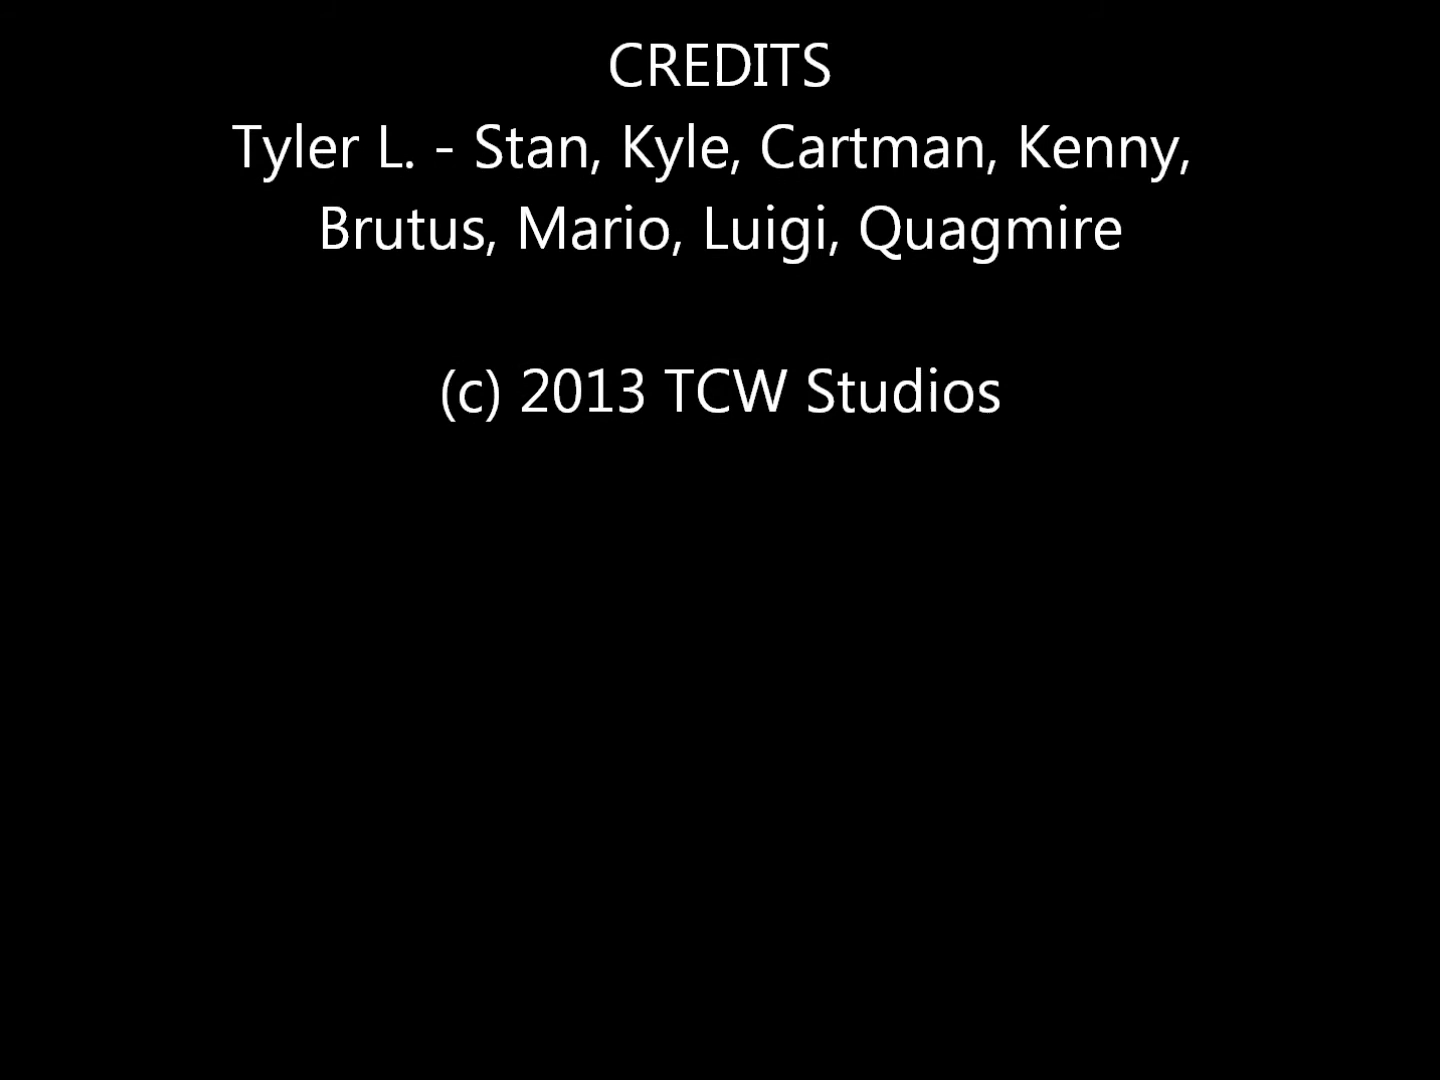 CREDITS
Tyler L. - Stan, Kyle, Cartman, Kenny,
Brutus, Mario, Luigi, Quagmire
(c) 2013 TCW Studios